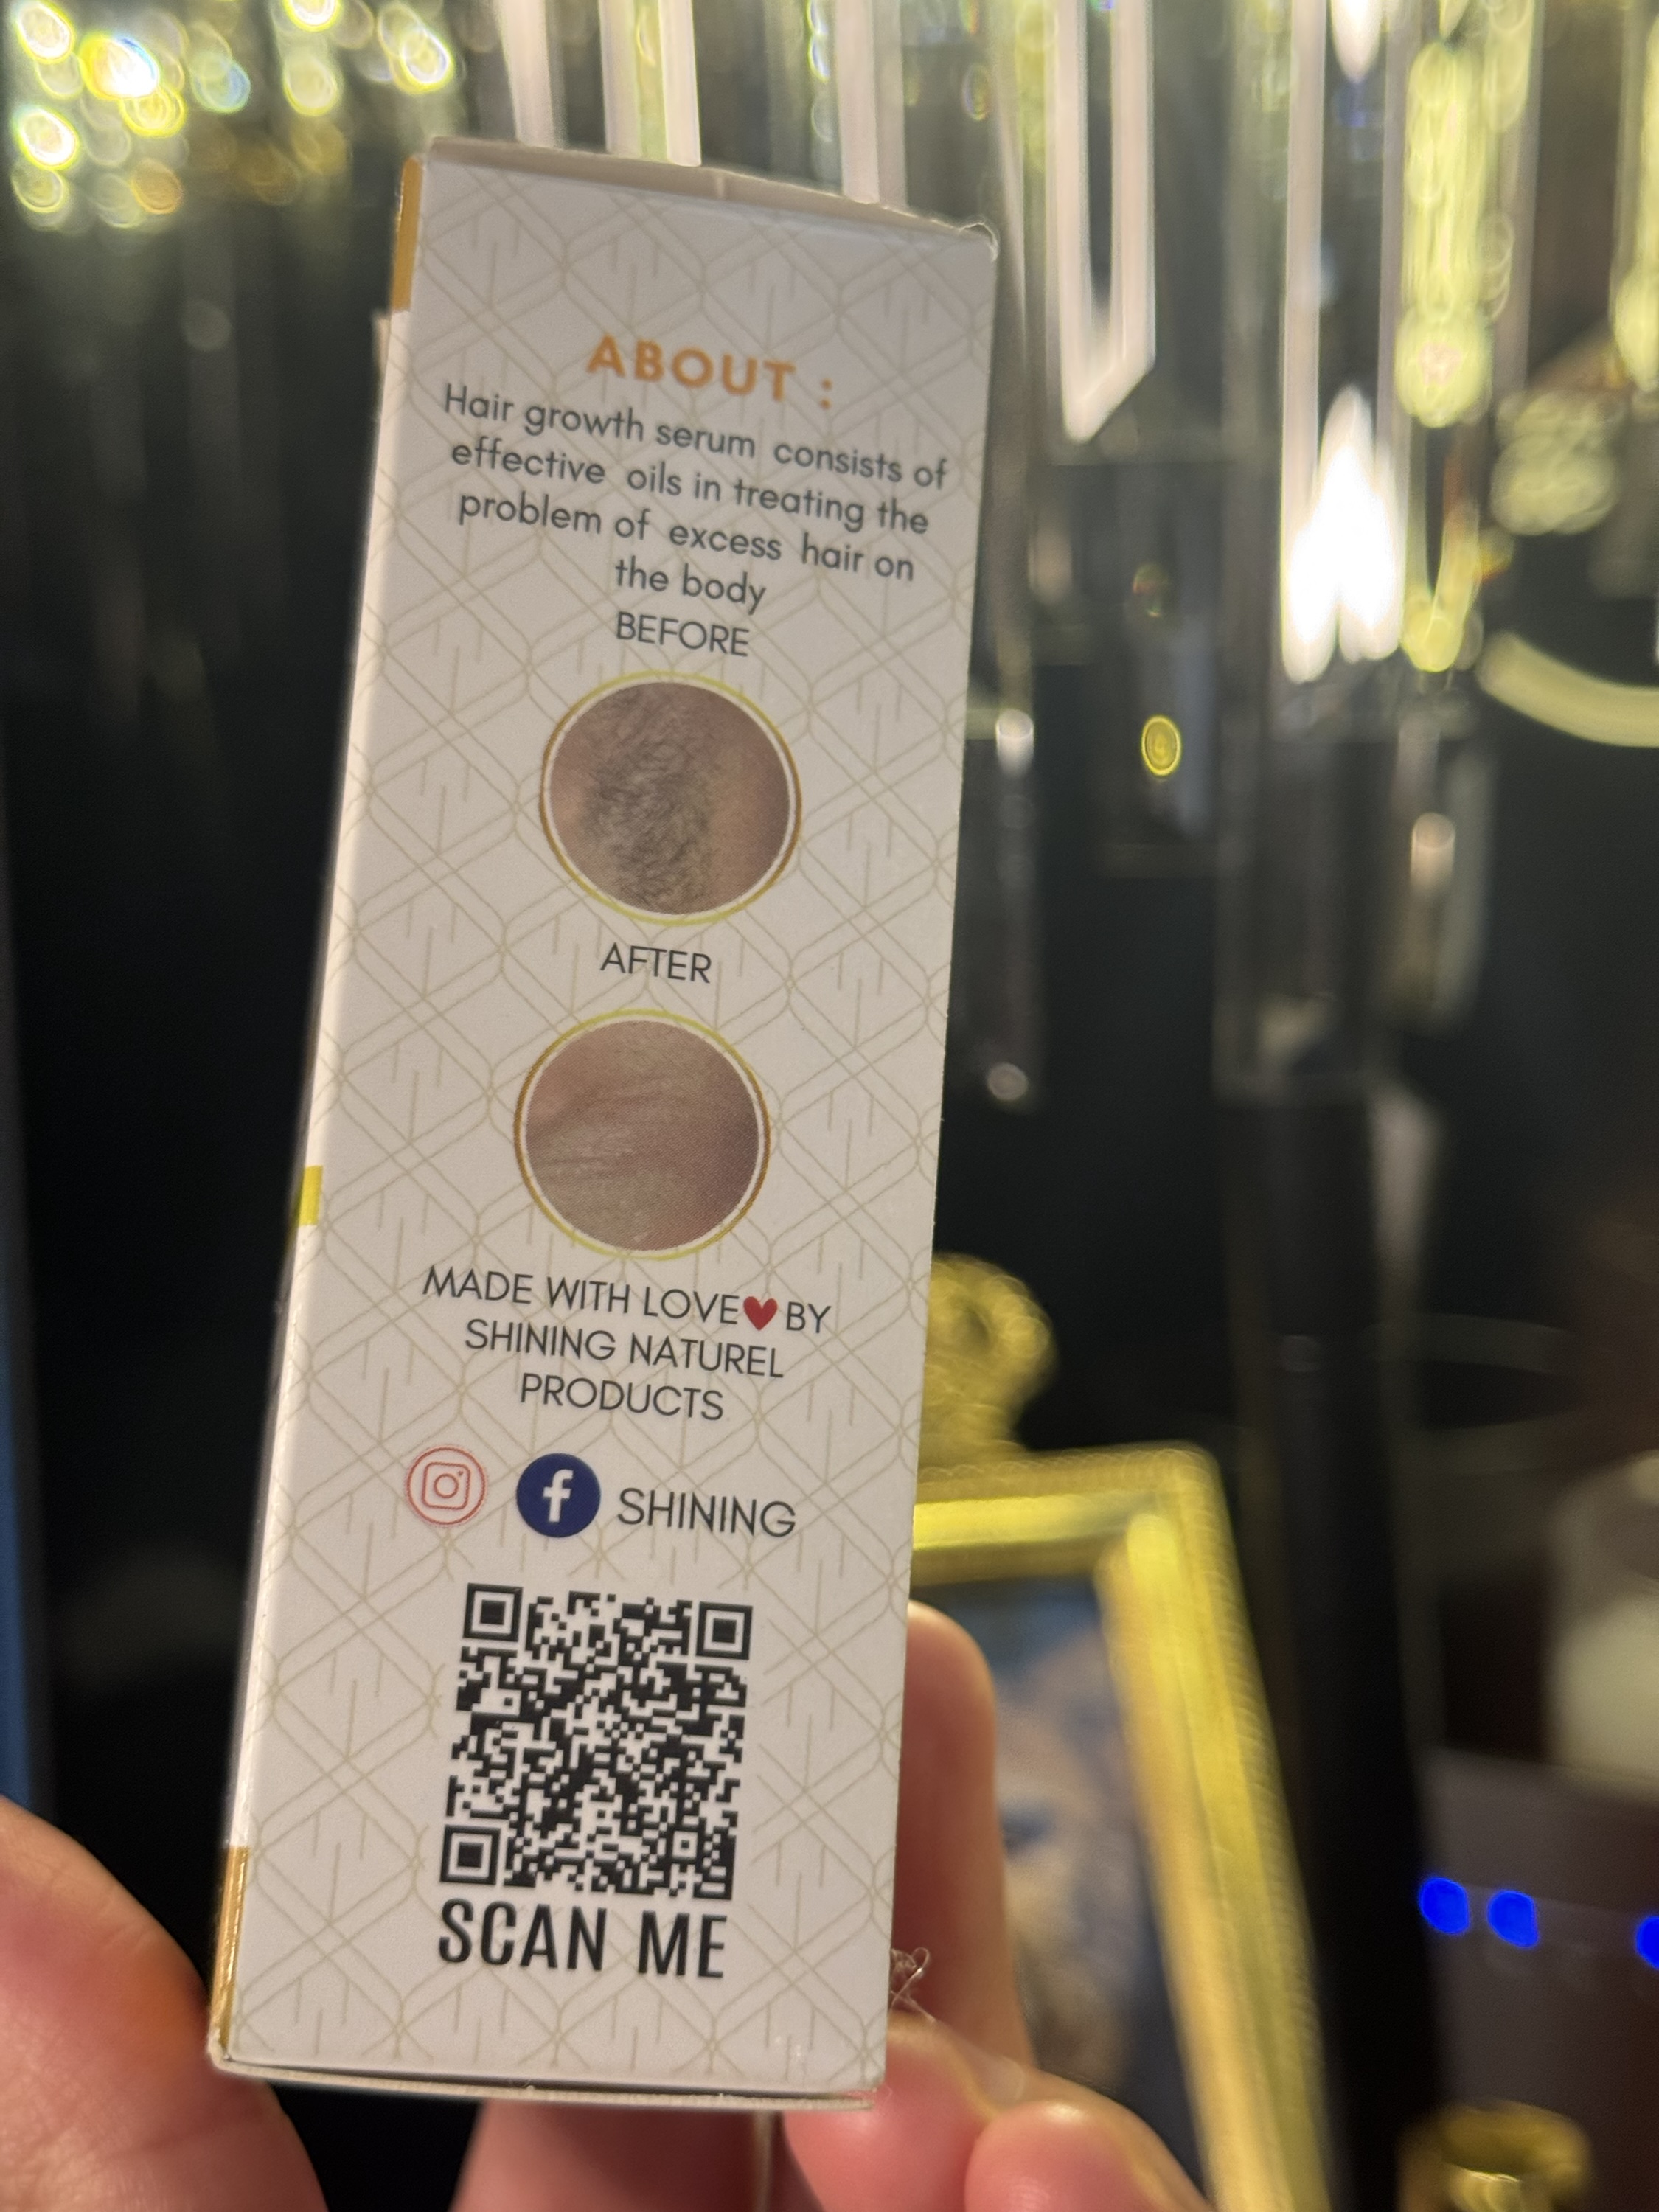 ABOUT :
Hair growth serum consists of
effective oils in treating the
problem of excess hair on
the body
BEFORE
AFTER
MADE WITH LOVE❤BY
SHINING NATUREL
PRODUCTS
SHINING
SCAN ME